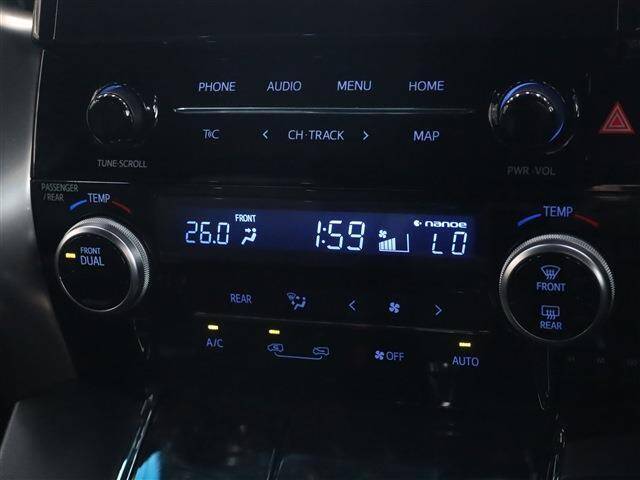 PHONE AUDIO MENU HOME
T©C ‹ CH·TRACK › MAP
TUNE·SCROLL PWR·VOL
PASSENGER
/REAR
TEMP TEMP
FRONT
DUAL
FRONT nanoe
26.0 1:59 LO
FRONT
REAR
REAR
A/C OFF AUTO